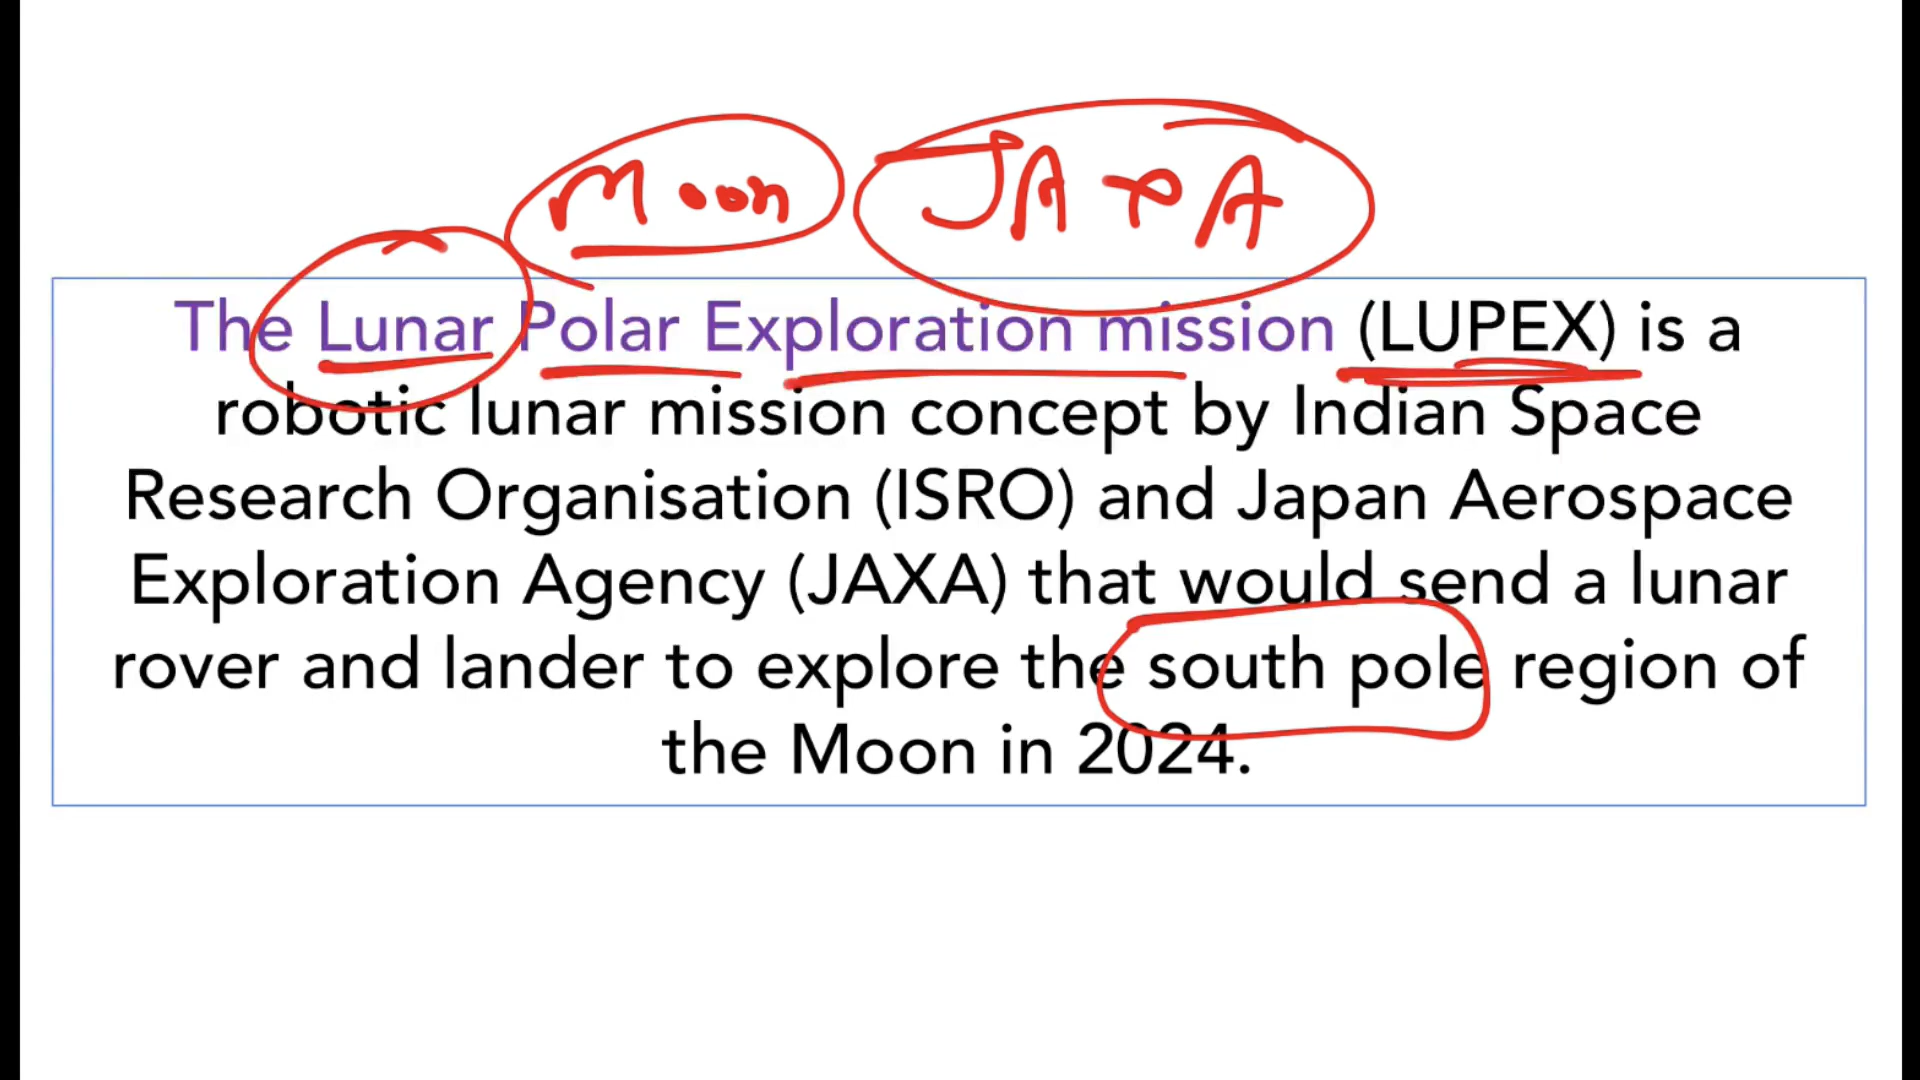 Moon JAXA
The Lunar Polar Exploration mission (LUPEX) is a
robotic lunar mission concept by Indian Space
Research Organisation (ISRO) and Japan Aerospace
Exploration Agency (JAXA) that would send a lunar
rover and lander to explore the south pole region of
the Moon in 2024.